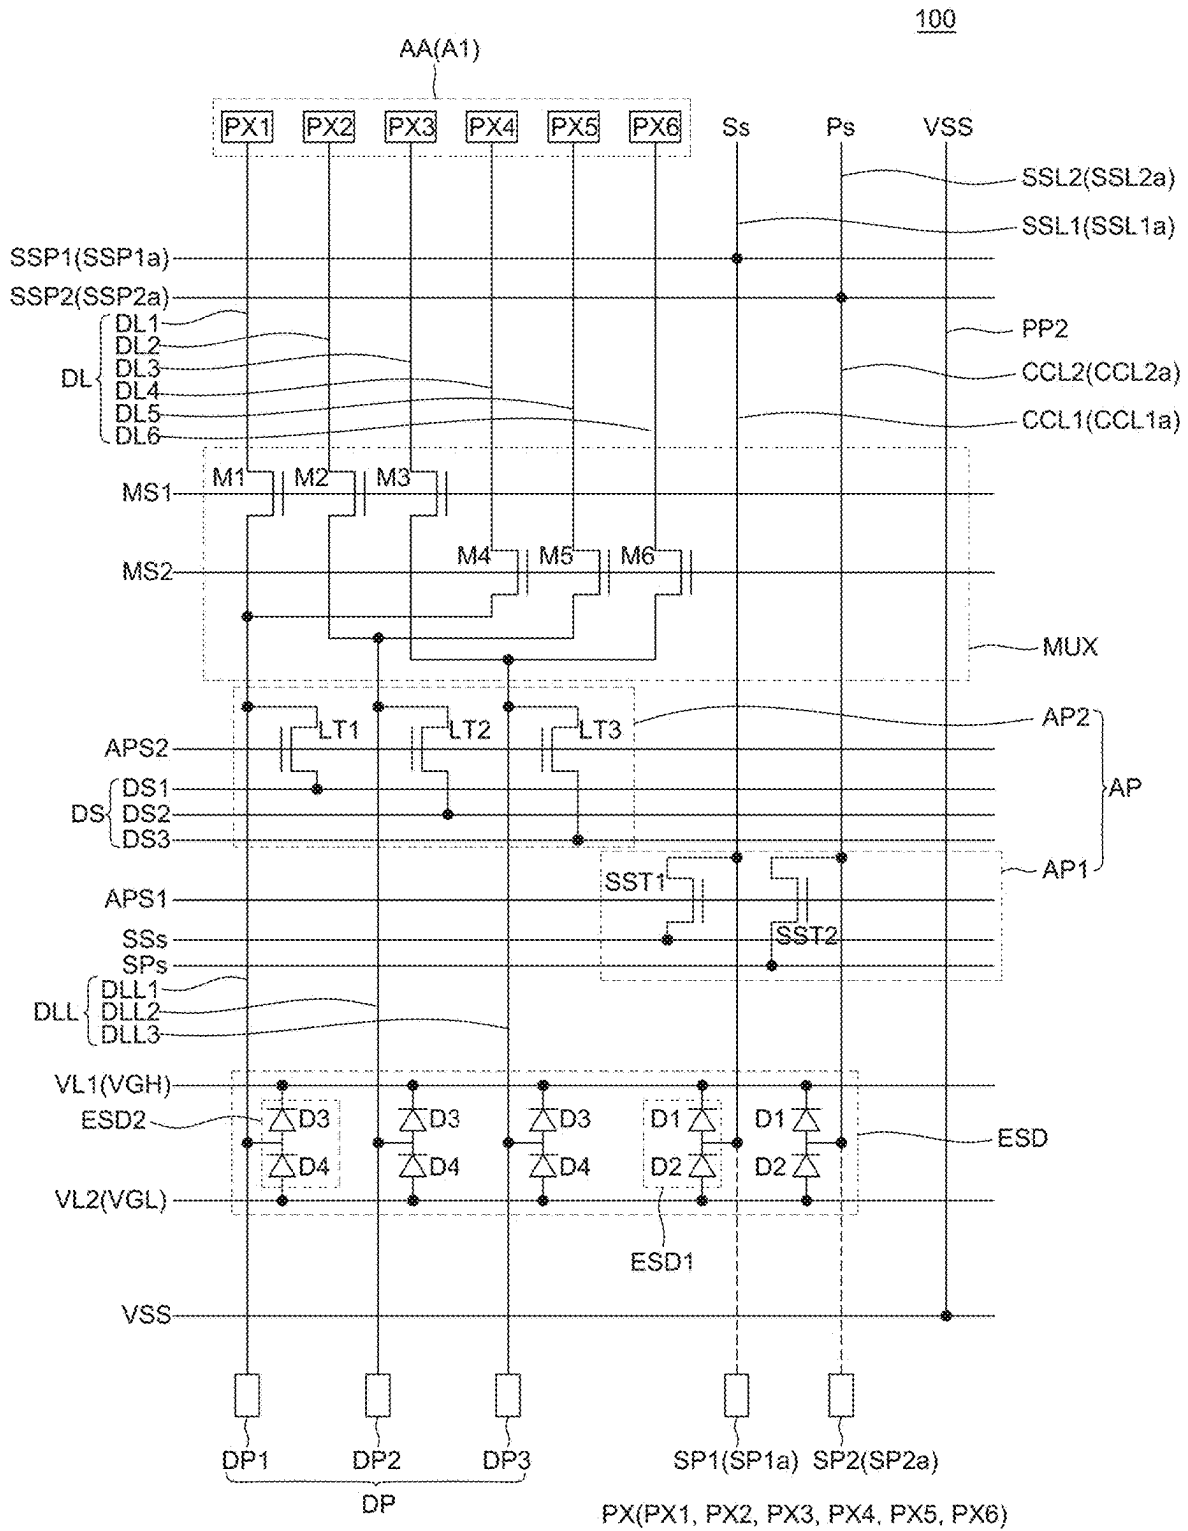 100
AA(A1)
PX1 PX2 PX3 PX4 PX5 PX6 Ss Ps VSS
SSL2(SSL2a)
SSL1(SSL1a)
SSP1(SSP1a)
SSP2(SSP2a)
DL1
DL2
DL3
DL
DL4
DL5
DL6
PP2
CCL2(CCL2a)
CCL1(CCL1a)
M1 M2 M3
MS1
M4 M5 M6
MS2
MUX
AP2
LT1 LT2 LT3
APS2
DS1
DS DS2
DS3
AP
AP1
SST1
APS1
SST2
SSs
SPs
DLL1
DLL DLL2
DLL3
VL1(VGH)
ESD2 D3 D3 D3 D1 D1
ESD
D4 D4 D4 D2 D2
VL2(VGL)
ESD1
VSS
DP1 DP2 DP3 SP1(SP1a) SP2(SP2a)
DP
PX(PX1, PX2, PX3, PX4, PX5, PX6)